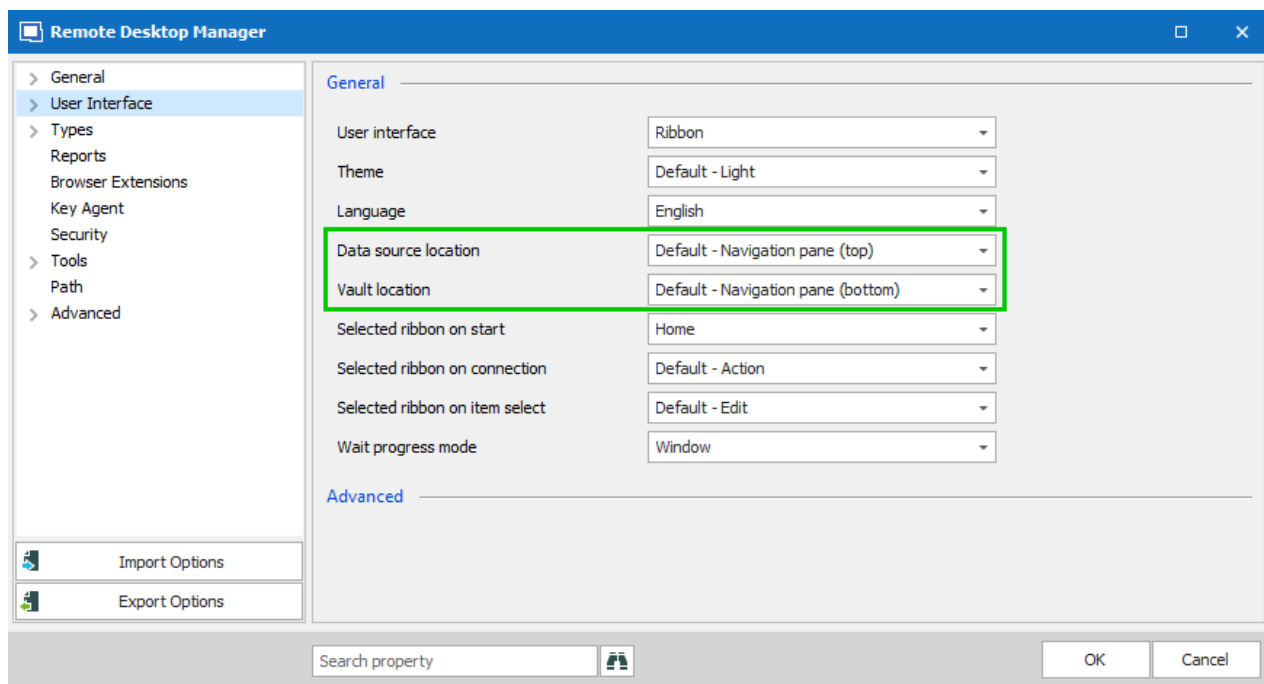 Remote Desktop Manager
General
User Interface
Types
Reports
Browser Extensions
Key Agent
Security
Tools
Path
Advanced
Import Options
Export Options
General
User interface Ribbon
Theme Default - Light
Language English
Data source location Default - Navigation pane (top)
Vault location Default - Navigation pane (bottom)
Selected ribbon on start Home
Selected ribbon on connection Default - Action
Selected ribbon on item select Default - Edit
Wait progress mode Window
Advanced
Search property
OK Cancel